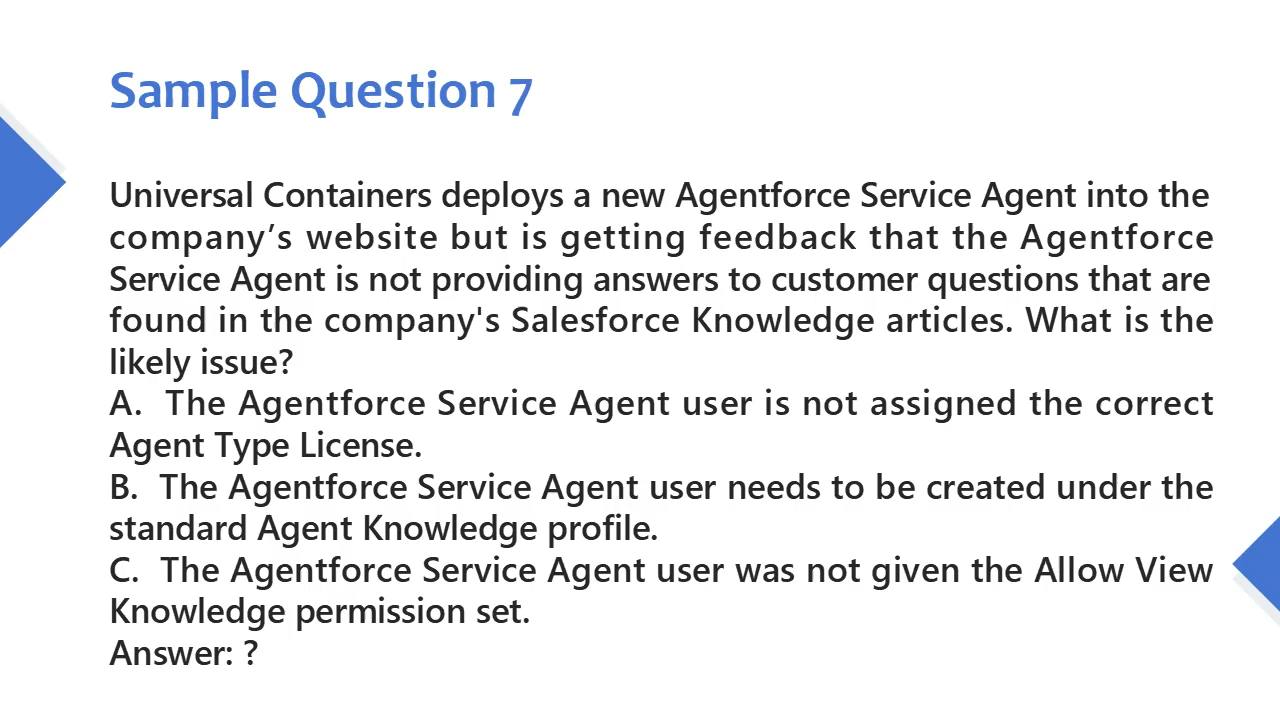 Sample Question 7
Universal Containers deploys a new Agentforce Service Agent into the
company’s website but is getting feedback that the Agentforce
Service Agent is not providing answers to customer questions that are
found in the company's Salesforce Knowledge articles. What is the
likely issue?
A. The Agentforce Service Agent user is not assigned the correct
Agent Type License.
B. The Agentforce Service Agent user needs to be created under the
standard Agent Knowledge profile.
C. The Agentforce Service Agent user was not given the Allow View
Knowledge permission set.
Answer: ?